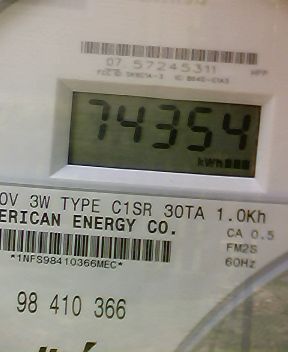 07 57245311 HPP
74354
kWh
0V 3W TYPE C1SR 30TA 1.0Kh
ERICAN ENERGY CO.
CA 0.5
FM2S
*1NFS98410366MEC*
60Hz
98 410 366